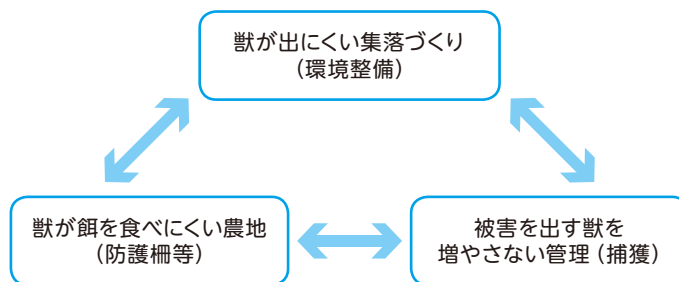 獣が出にくい集落づくり
(環境整備)
獣が餌を食べにくい農地
(防護柵等)
被害を出す獣を
増やさない管理(捕獲)